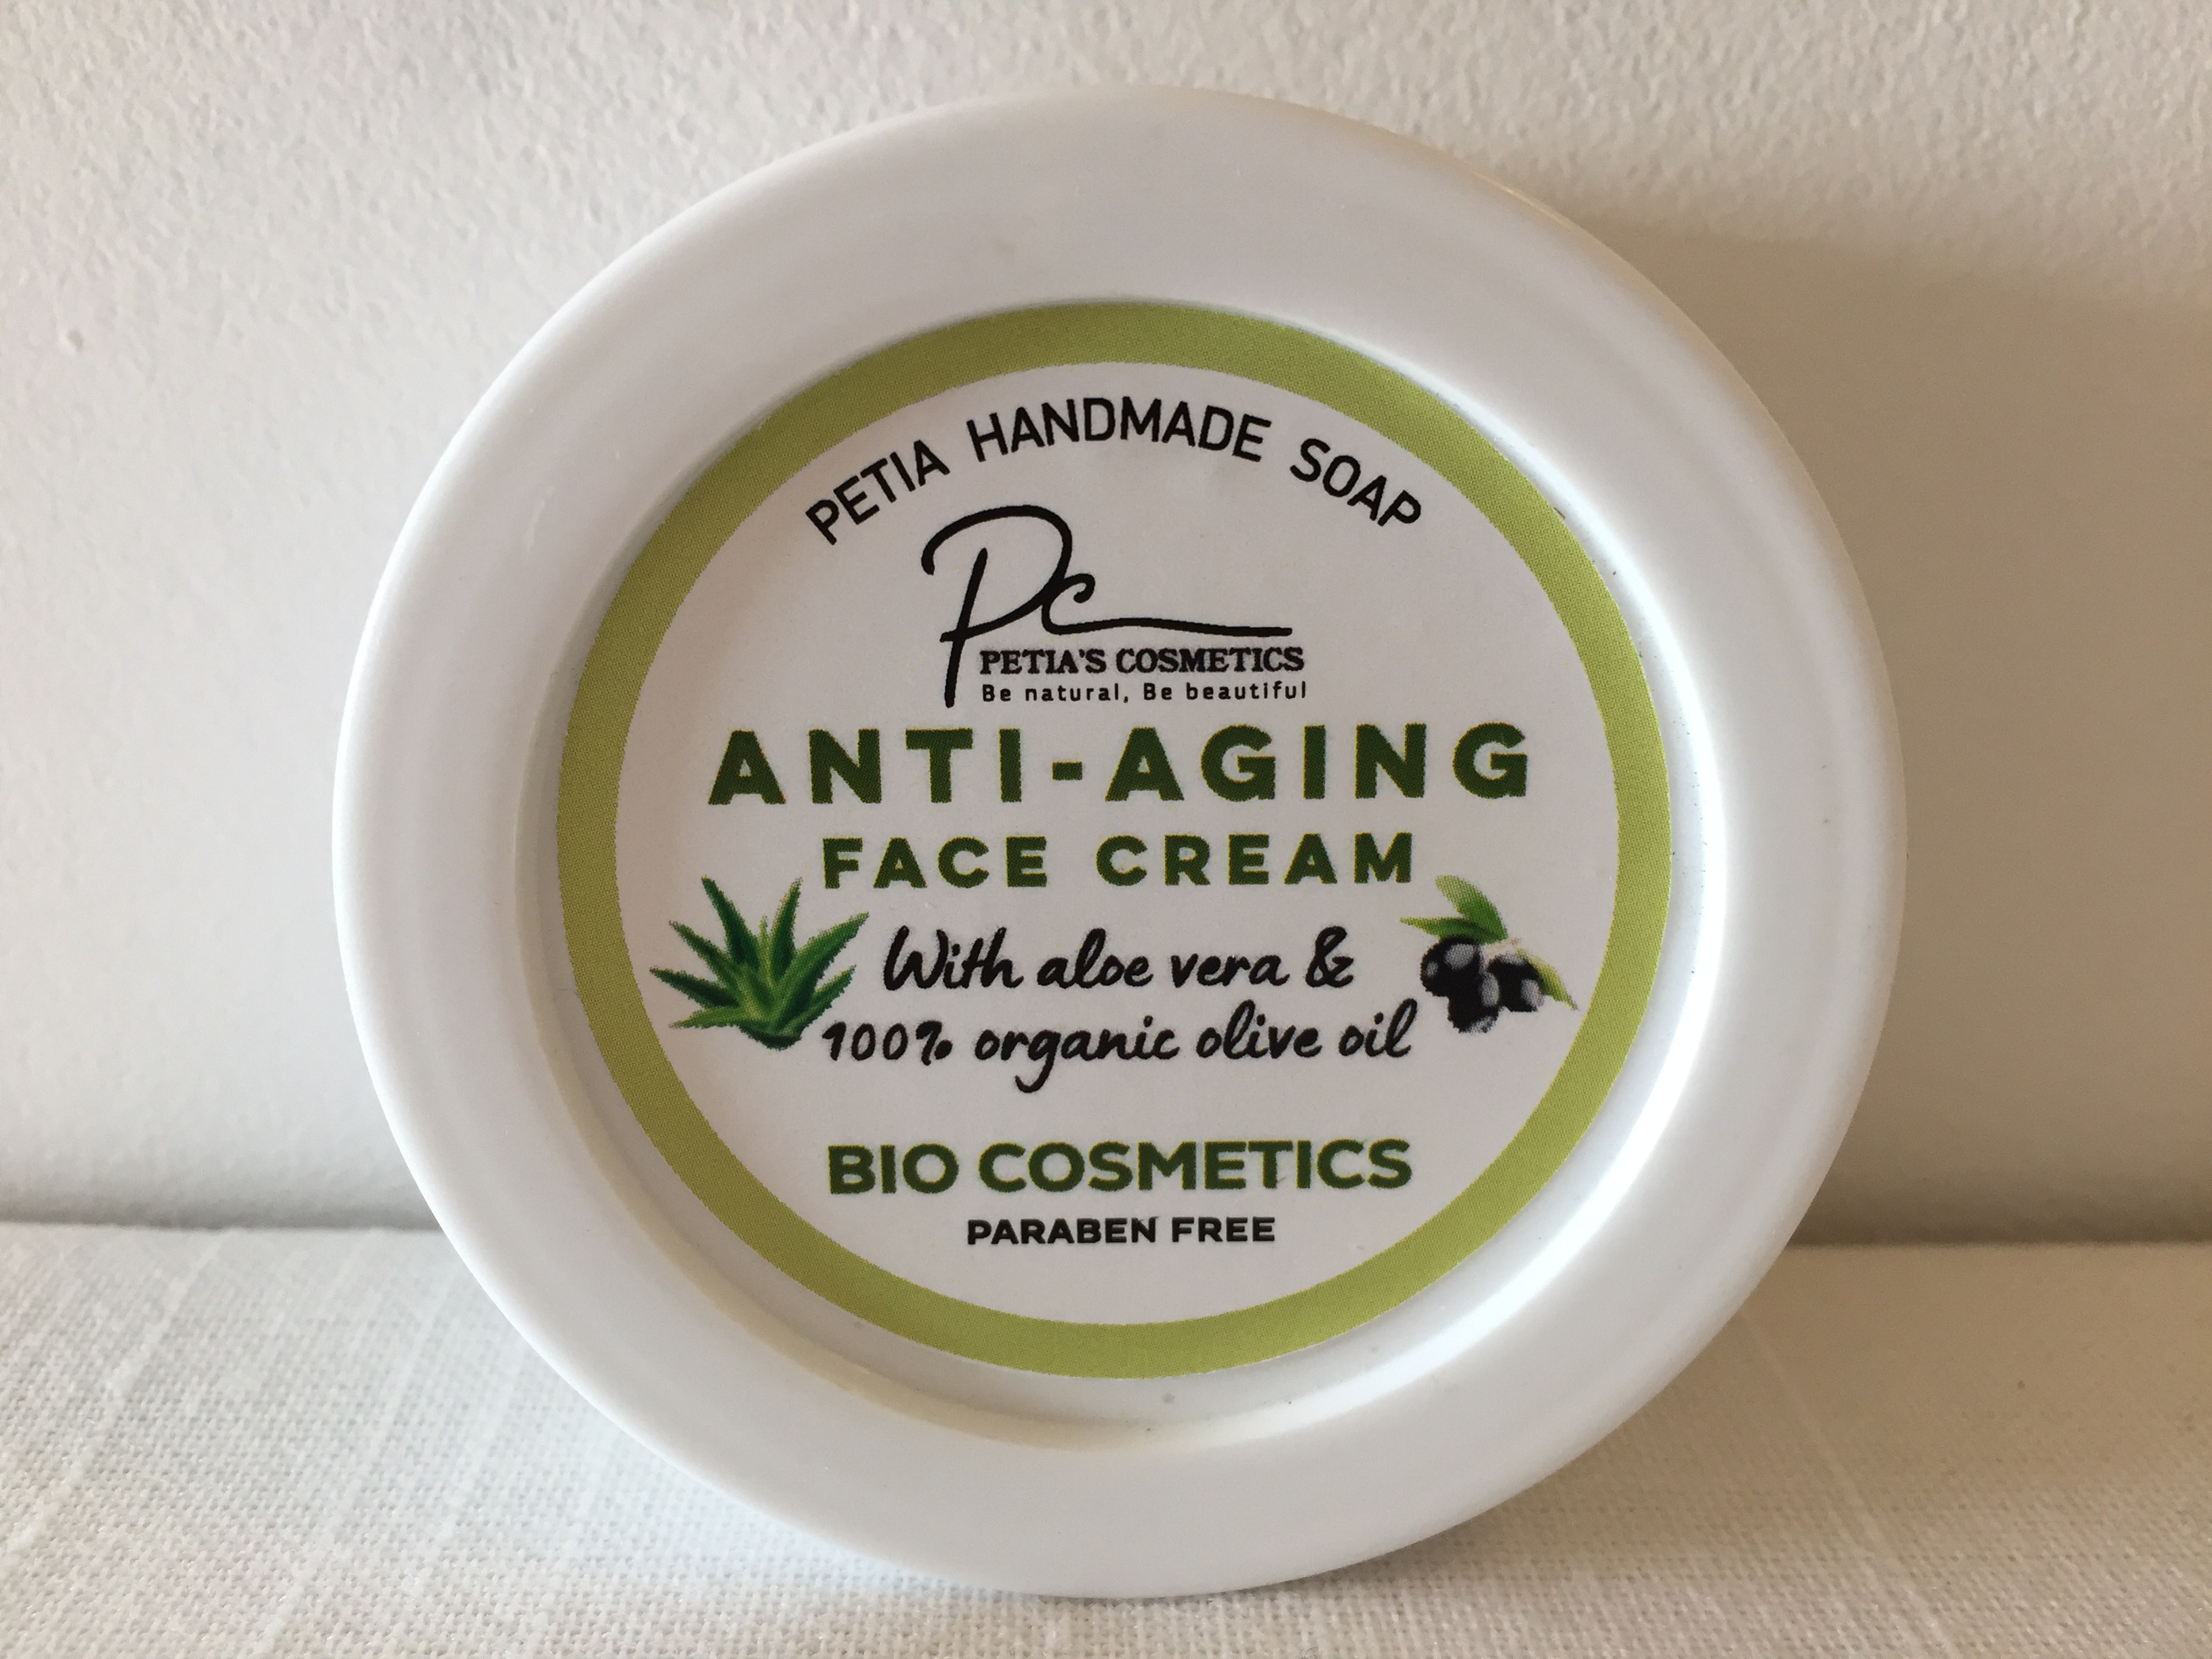 PETIA HANDMADE SOAP
Pc
PETIA'S COSMETICS
Be natural, Be beautiful
ANTI-AGING
FACE CREAM
With aloe vera &
100% organic olive oil
BIO COSMETICS
PARABEN FREE